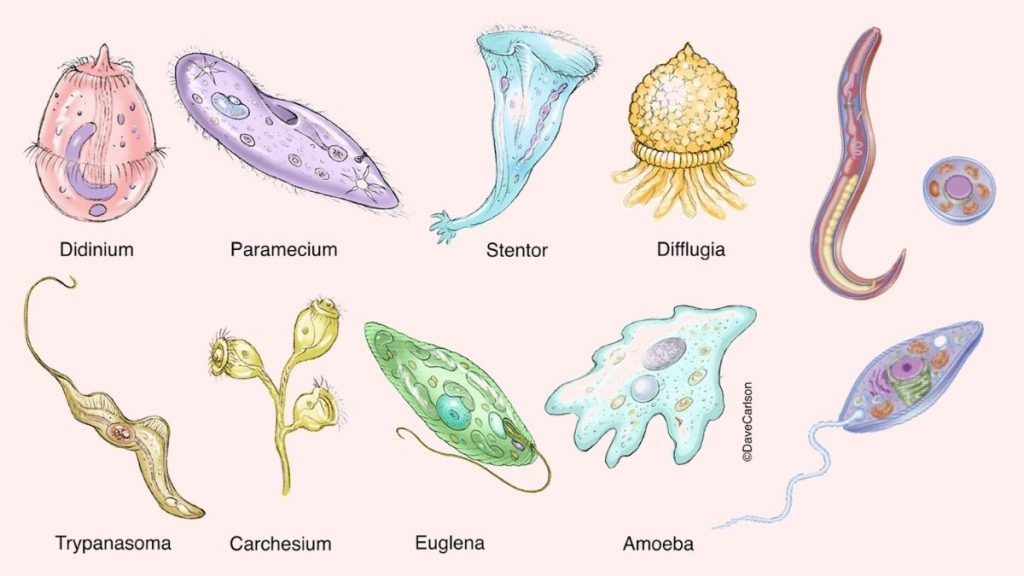 Didinium
Paramecium
Stentor
Difflugia
Trypanasoma
Carchesium
Euglena
Amoeba
©DaveCarlson